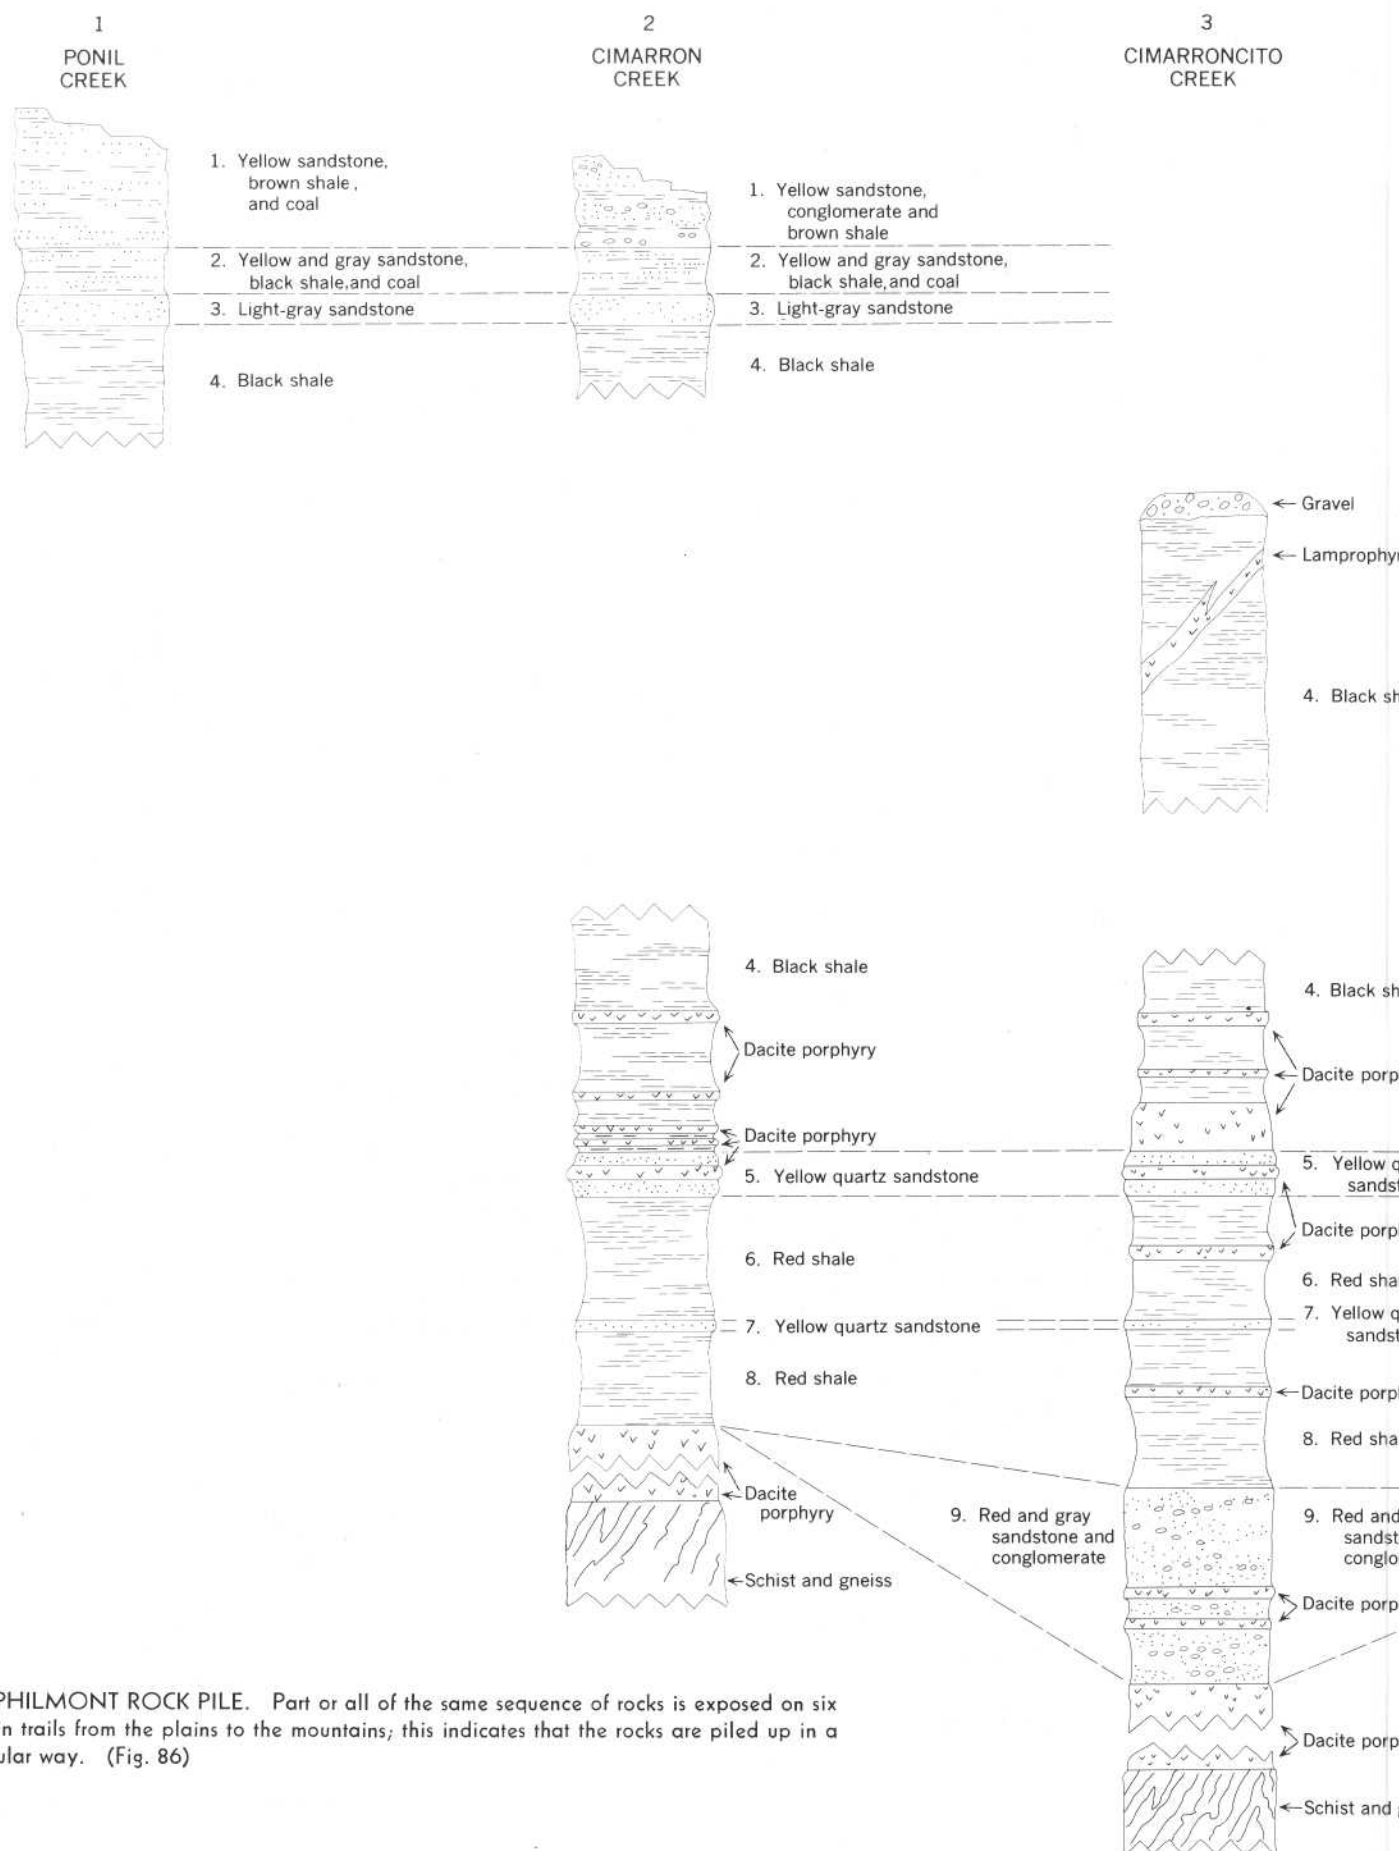 1
PONIL
CREEK
1. Yellow sandstone,
brown shale,
and coal
2. Yellow and gray sandstone,
black shale, and coal
3. Light-gray sandstone
4. Black shale
2
CIMARRON
CREEK
1. Yellow sandstone,
conglomerate and
brown shale
2. Yellow and gray sandstone,
black shale, and coal
3. Light-gray sandstone
4. Black shale
4. Black shale
Dacite porphyry
Dacite porphyry
5. Yellow quartz sandstone
6. Red shale
7. Yellow quartz sandstone
8. Red shale
Dacite
porphyry
Schist and gneiss
9. Red and gray
sandstone and
conglomerate
3
CIMARRONCITO
CREEK
Gravel
Lamprophy
4. Black sh
4. Black sh
Dacite porp
5. Yellow q
sandst
Dacite porp
6. Red sha
7. Yellow q
sandst
Dacite porp
8. Red sha
9. Red and
sandst
conglo
Dacite porp
Dacite porp
Schist and
PHILMONT ROCK PILE. Part or all of the same sequence of rocks is exposed on six
in trails from the plains to the mountains; this indicates that the rocks are piled up in a
ular way. (Fig. 86)